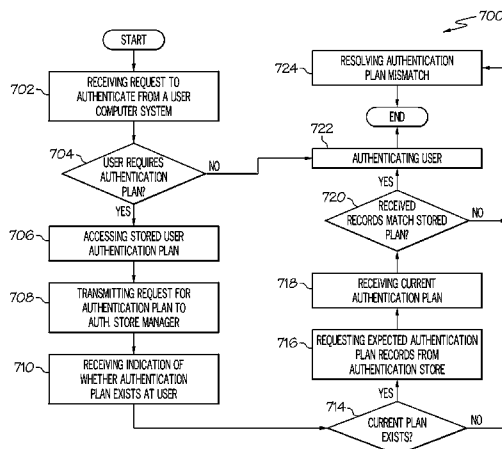 700
START
702
RECEIVING REQUEST TO
AUTHENTICATE FROM A USER
COMPUTER SYSTEM
704
USER REQUIRES
AUTHENTICATION
PLAN?
NO
YES
706
ACCESSING STORED USER
AUTHENTICATION PLAN
708
TRANSMITTING REQUEST FOR
AUTHENTICATION PLAN TO
AUTH. STORE MANAGER
710
RECEIVING INDICATION OF
WHETHER AUTHENTICATION
PLAN EXISTS AT USER
714
CURRENT PLAN
EXISTS?
NO
YES
716
REQUESTING EXPECTED AUTHENTICATION
PLAN RECORDS FROM
AUTHENTICATION STORE
718
RECEIVING CURRENT
AUTHENTICATION PLAN
720
RECEIVED
RECORDS MATCH STORED
PLAN?
NO
YES
722
AUTHENTICATING USER
END
724
RESOLVING AUTHENTICATION
PLAN MISMATCH